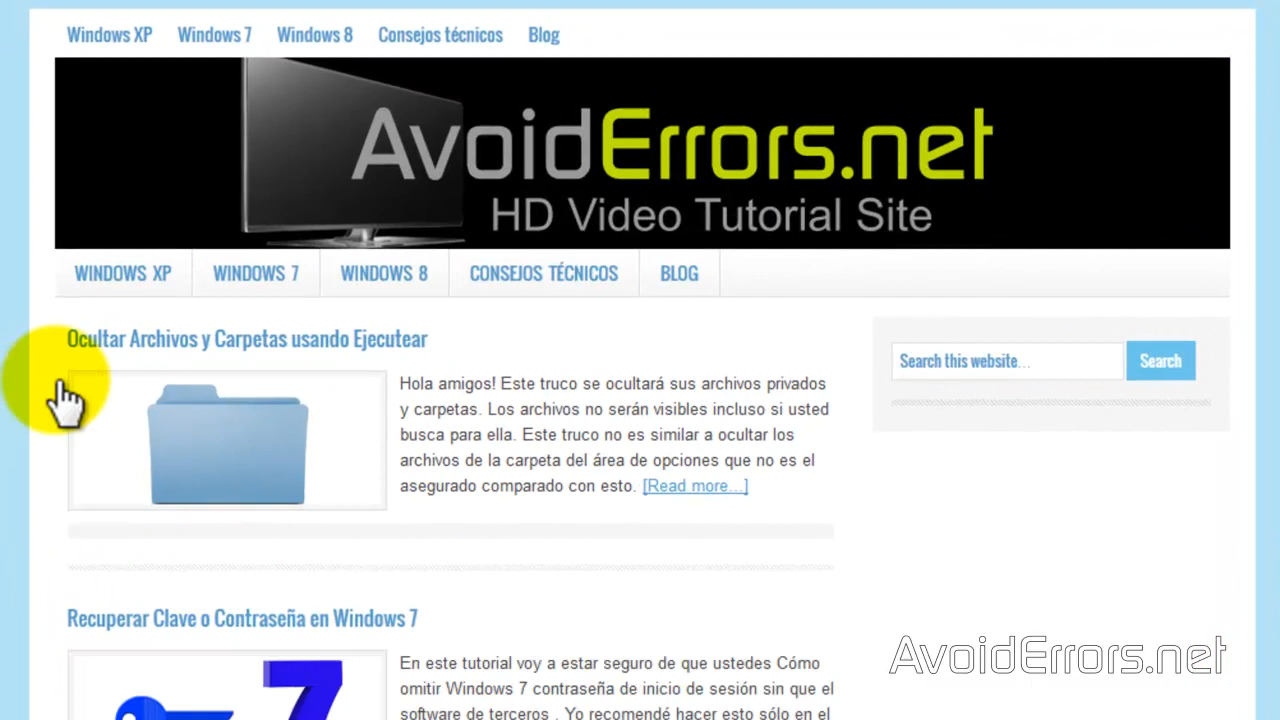 Windows XP Windows 7 Windows 8 Consejos técnicos Blog
AvoidErrors.net
HD Video Tutorial Site
WINDOWS XP WINDOWS 7 WINDOWS 8 CONSEJOS TÉCNICOS BLOG
Ocultar Archivos y Carpetas usando Ejecutear
Hola amigos! Este truco se ocultará sus archivos privados
y carpetas. Los archivos no serán visibles incluso si usted
busca para ella. Este truco no es similar a ocultar los
archivos de la carpeta del área de opciones que no es el
asegurado comparado con esto. [Read more...]
Search this website... Search
Recuperar Clave o Contraseña en Windows 7
7
En este tutorial voy a estar seguro de que ustedes Cómo
omitir Windows 7 contraseña de inicio de sesión sin que el
software de terceros . Yo recomendé hacer esto sólo en el
AvoidErrors.net